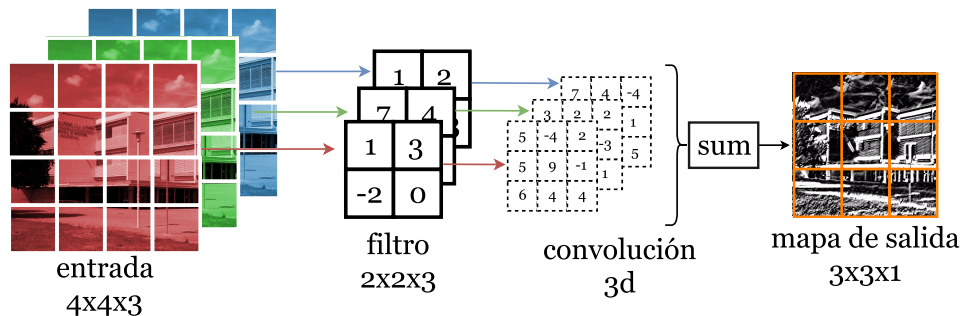 1 2
7 4
1 3
-2 0
7 4 -4
3 2 2 1
5 -4 2 -3 5
5 9 -1 1
6 4 4
sum
entrada
4x4x3
filtro
2x2x3
convolución
3d
mapa de salida
3x3x1